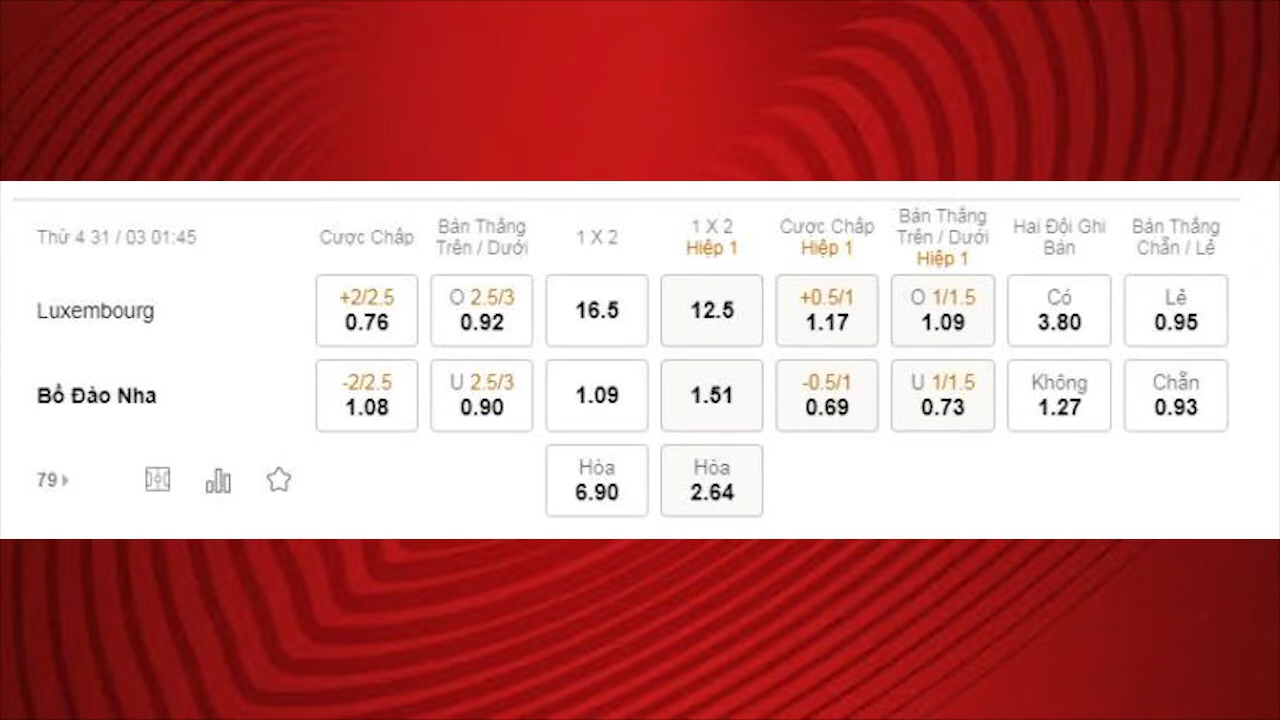 Thứ 4 31 / 03 01:45
Cược Chấp
Bàn Thắng
Trên / Dưới
1 X 2
1 X 2
Hiệp 1
Cược Chấp
Hiệp 1
Bàn Thắng
Trên / Dưới
Hiệp 1
Hai Đội Ghi
Bàn
Bàn Thắng
Chẵn / Lẻ
Luxembourg
+2/2.5
0.76
O 2.5/3
0.92
16.5
12.5
+0.5/1
1.17
O 1/1.5
1.09
Có
3.80
Lẻ
0.95
Bồ Đào Nha
-2/2.5
1.08
U 2.5/3
0.90
1.09
1.51
-0.5/1
0.69
U 1/1.5
0.73
Không
1.27
Chẵn
0.93
79
Hòa
6.90
Hòa
2.64